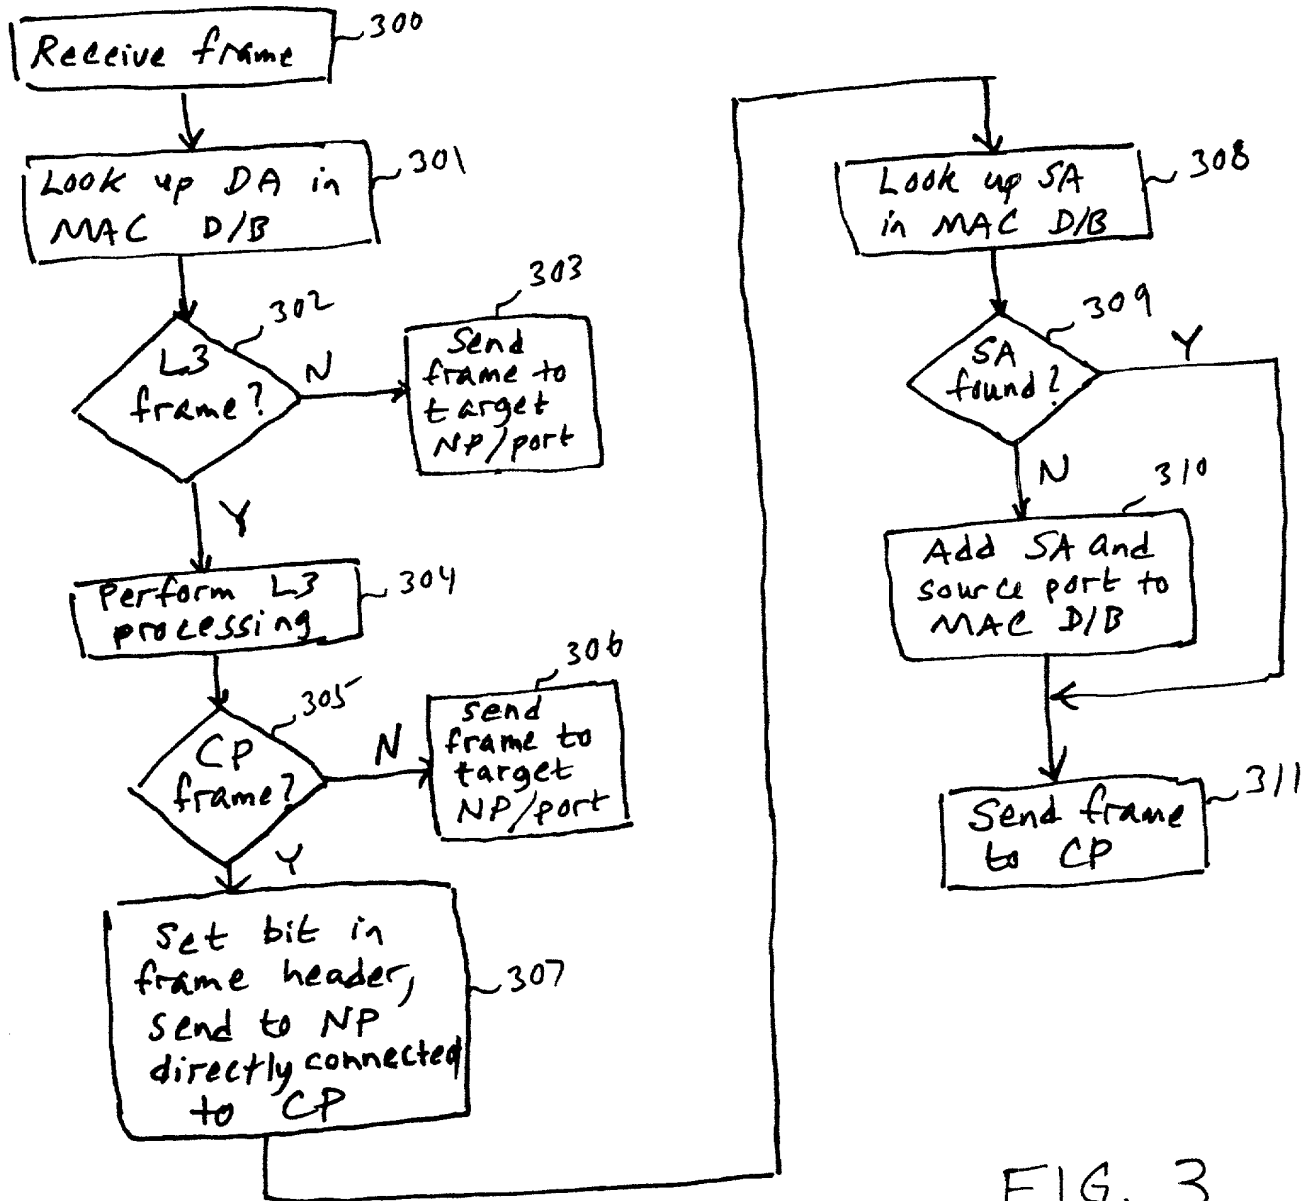 Receive frame
300
Look up DA in
MAC D/B
301
L3
frame?
302
N
Send
frame to
target
NP/port
303
Y
Perform L3
processing
304
CP
frame?
305
N
send
frame to
target
NP/port
306
Y
Set bit in
frame header,
send to NP
directly connected
to CP
307
Look up SA
in MAC D/B
308
SA
found?
309
Y
N
Add SA and
source port to
MAC D/B
310
Send frame
to CP
311
FIG. 3